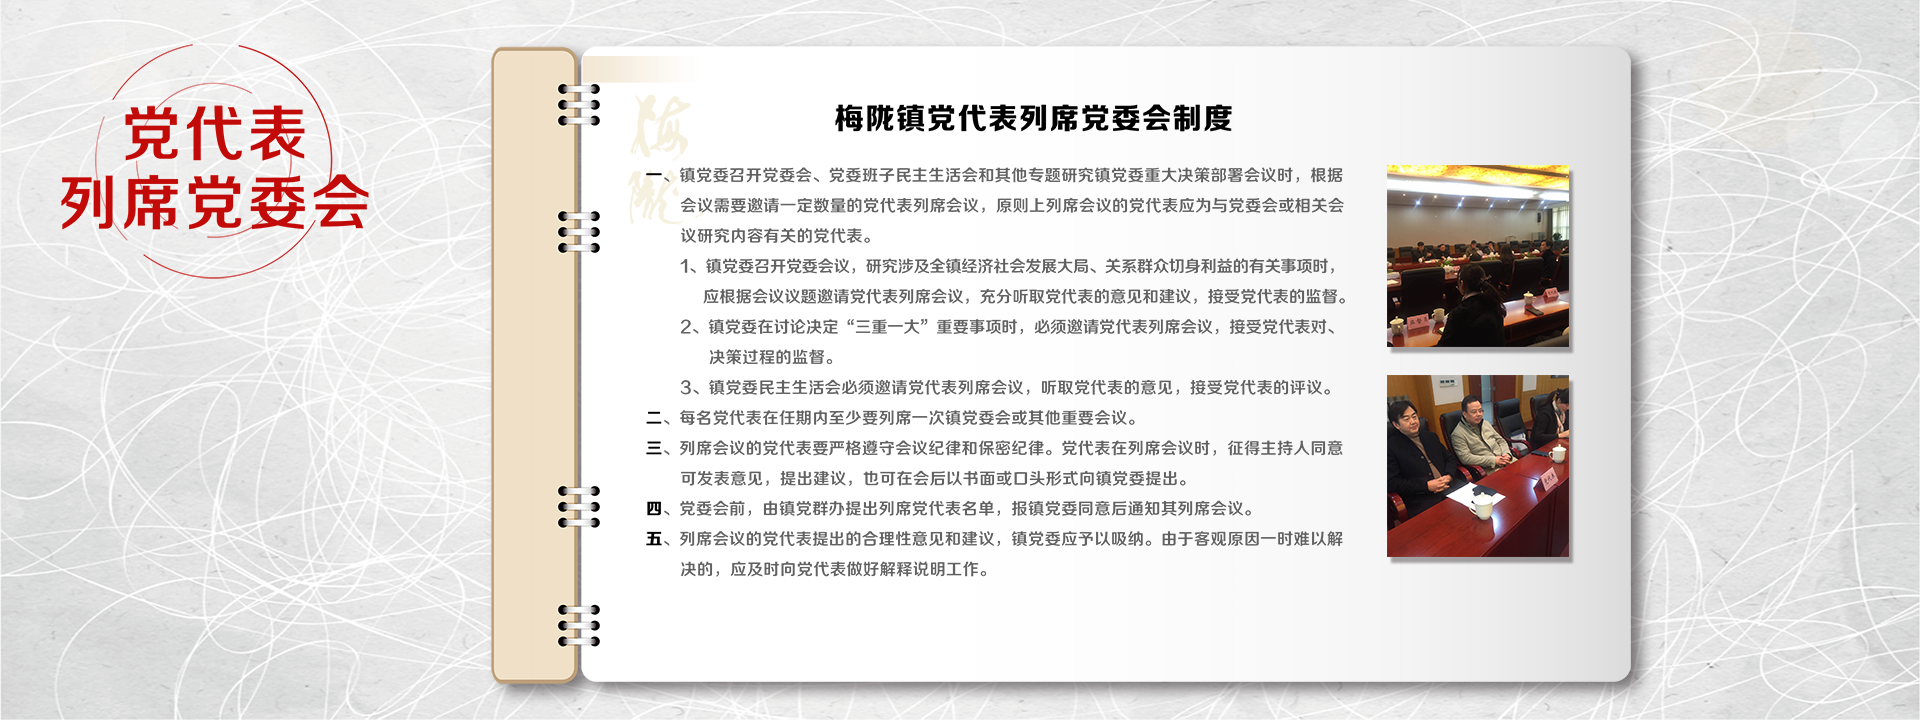 党代表
列席党委会
梅陇
梅陇镇党代表列席党委会制度
一、镇党委召开党委会、党委班子民主生活会和其他专题研究镇党委重大决策部署会议时，根据
会议需要邀请一定数量的党代表列席会议，原则上列席会议的党代表应为与党委会或相关会
议研究内容有关的党代表。
1、镇党委召开党委会议，研究涉及全镇经济社会发展大局、关系群众切身利益的有关事项时，
应根据会议议题邀请党代表列席会议，充分听取党代表的意见和建议，接受党代表的监督。
2、镇党委在讨论决定“三重一大”重要事项时，必须邀请党代表列席会议，接受党代表对、
决策过程的监督。
3、镇党委民主生活会必须邀请党代表列席会议，听取党代表的意见，接受党代表的评议。
二、每名党代表在任期内至少要列席一次镇党委会或其他重要会议。
三、列席会议的党代表要严格遵守会议纪律和保密纪律。党代表在列席会议时，征得主持人同意
可发表意见，提出建议，也可在会后以书面或口头形式向镇党委提出。
四、党委会前，由镇党群办提出列席党代表名单，报镇党委同意后通知其列席会议。
五、列席会议的党代表提出的合理性意见和建议，镇党委应予以吸纳。由于客观原因一时难以解
决的，应及时向党代表做好解释说明工作。